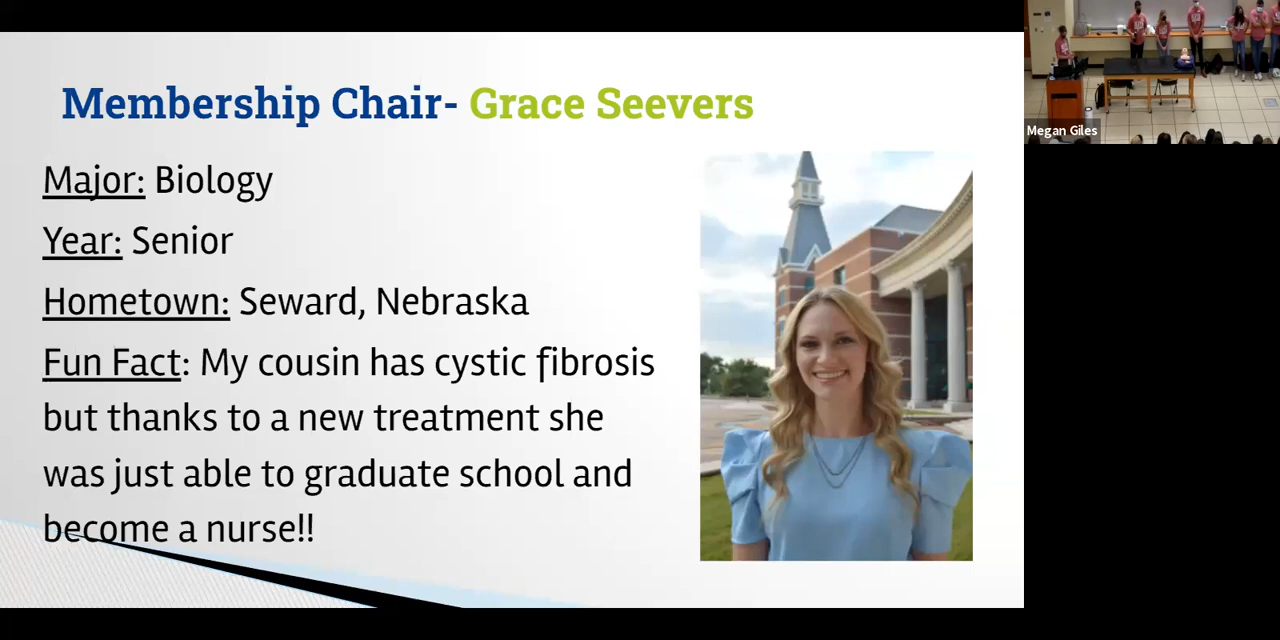 Membership Chair- Grace Seevers
Major: Biology
Year: Senior
Hometown: Seward, Nebraska
Fun Fact: My cousin has cystic fibrosis
but thanks to a new treatment she
was just able to graduate school and
become a nurse!!
Megan Giles